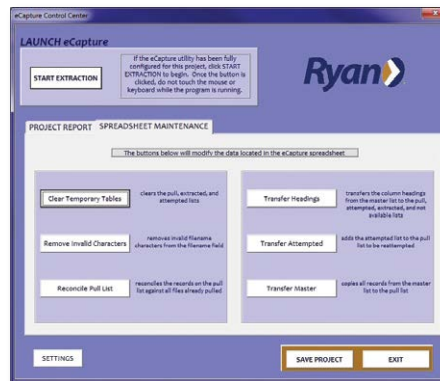 eCapture Control Center
LAUNCH eCapture
START EXTRACTION
If the eCapture utility has been fully
configured for this project, click START
EXTRACTION to begin. Once the button is
clicked, do not touch the mouse or
keyboard while the program is running.
Ryan
PROJECT REPORT
SPREADSHEET MAINTENANCE
The buttons below will modify the data located in the eCapture spreadsheet
Clear Temporary Tables
clears the pull, extracted, and
attempted lists
Remove Invalid Characters
removes invalid filename
characters from the filename field
Reconcile Pull List
reconciles the records on the pull
list against all files already pulled
Transfer Headings
transfers the column headings
from the master list to the pull,
attempted, extracted, and not
available lists
Transfer Attempted
adds the attempted list to the pull
list to be reattempted
Transfer Master
copies all records from the master
list to the pull list
SETTINGS
SAVE PROJECT
EXIT